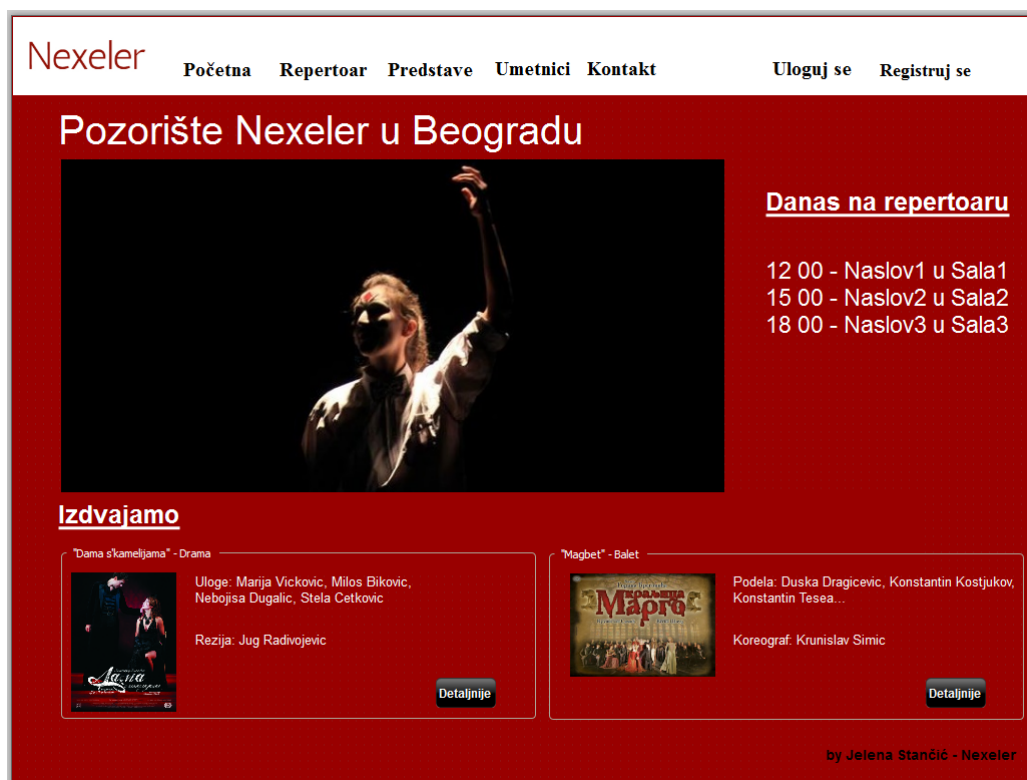 Nexeler
Početna Repertoar Predstave Umetnici Kontakt Uloguj se Registruj se
Pozorište Nexeler u Beogradu
Danas na repertoaru
12 00 - Naslov1 u Sala1
15 00 - Naslov2 u Sala2
18 00 - Naslov3 u Sala3
Izdvajamo
"Dama s'kamelijama" - Drama
Uloge: Marija Vickovic, Milos Bikovic,
Nebojisa Dugalic, Stela Cetkovic
Rezija: Jug Radivojevic
Дама
Detaljnije
"Magbet" - Balet
краљица
Марго
Podela: Duska Dragicevic, Konstantin Kostjukov,
Konstantin Tesea...
Koreograf: Krunislav Simic
Detaljnije
by Jelena Stančić - Nexeler